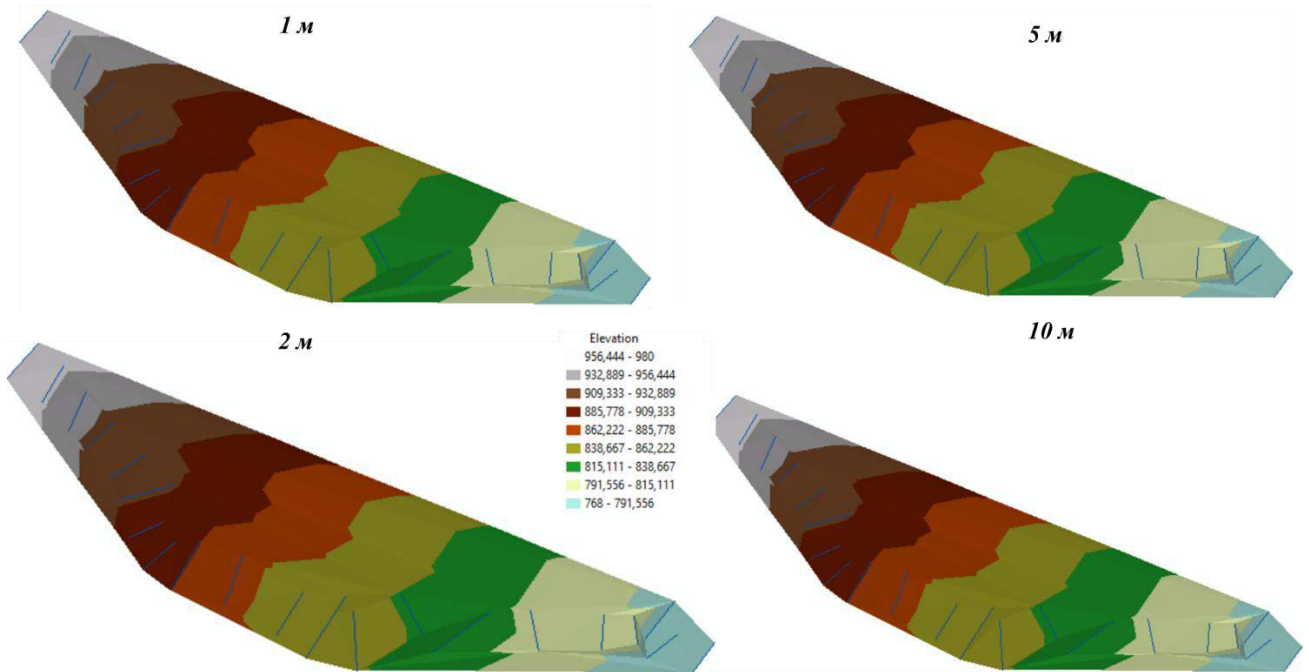 1 м
5 м
2 м
10 м
Elevation
956,444 - 980
932,889 - 956,444
909,333 - 932,889
885,778 - 909,333
862,222 - 885,778
838,667 - 862,222
815,111 - 838,667
791,556 - 815,111
768 - 791,556